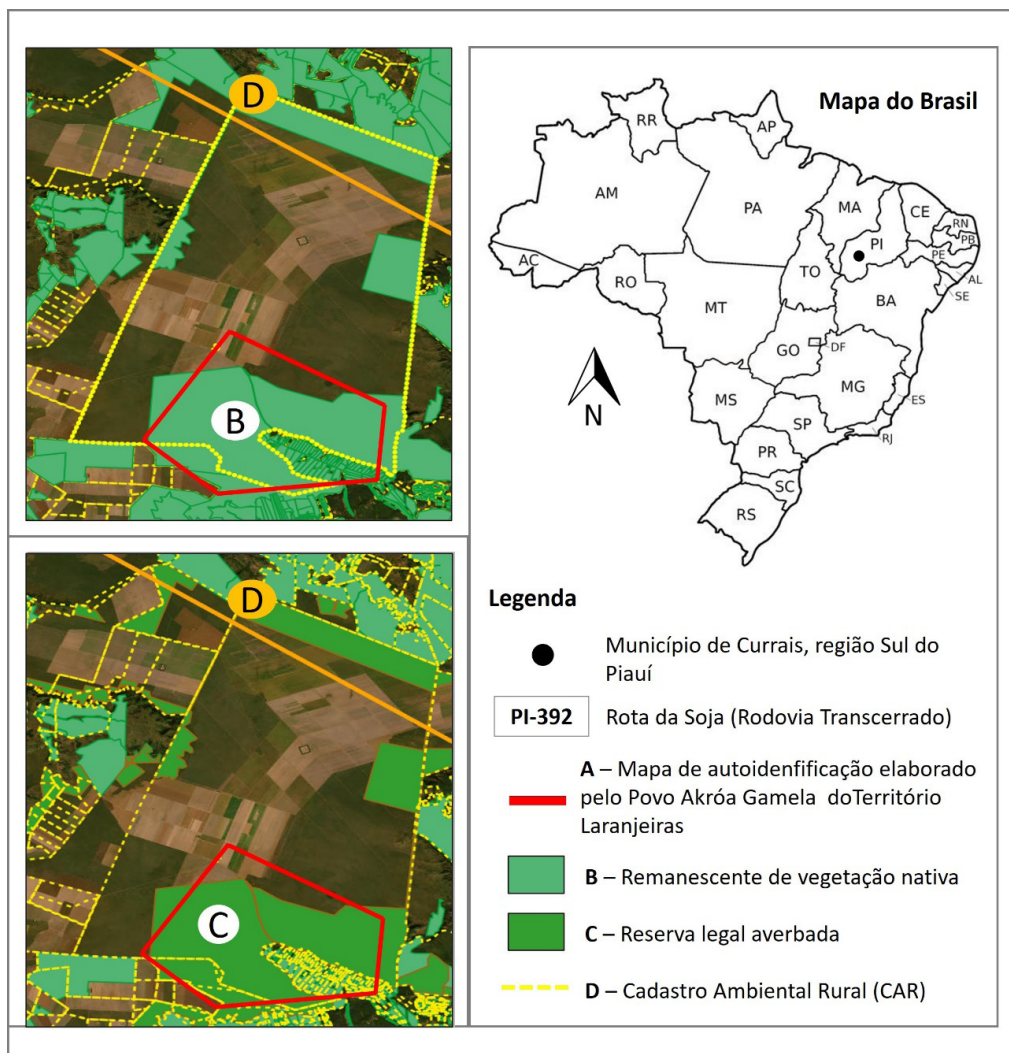 D
B
D
C
Mapa do Brasil
RR
AP
AM
PA
MA
CE
RN
PB
PI
PE
AC
AL
TO
SE
RO
BA
MT
GO
DF
MG
MS
ES
SP
RJ
PR
SC
RS
N
Legenda
Município de Currais, região Sul do
Piauí
PI-392 Rota da Soja (Rodovia Transcerrado)
A – Mapa de autoidenfificação elaborado
pelo Povo Akróa Gamela doTerritório
Laranjeiras
B – Remanescente de vegetação nativa
C – Reserva legal averbada
D – Cadastro Ambiental Rural (CAR)